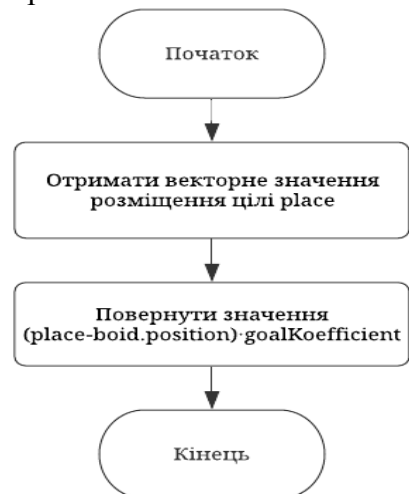 Початок
Отримати векторне значення
розміщення цілі place
Повернути значення
(place-boid.position)·goalKoefficient
Кінець